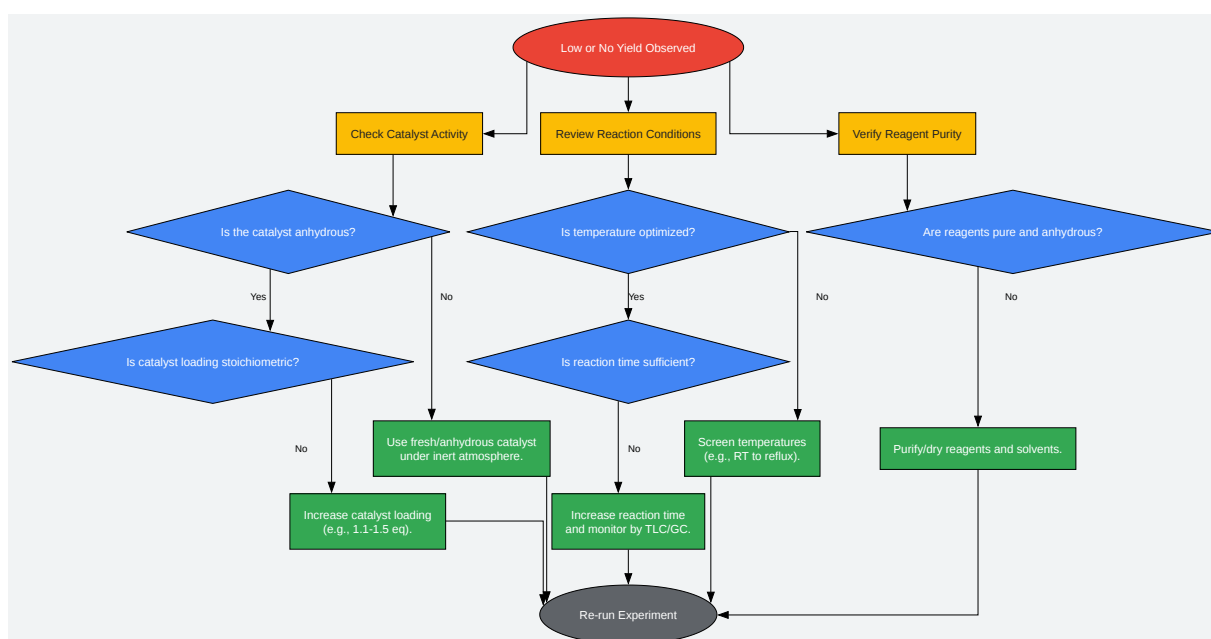 Low or No Yield Observed
Check Catalyst Activity
Review Reaction Conditions
Verify Reagent Purity
Is the catalyst anhydrous?
Is temperature optimized?
Are reagents pure and anhydrous?
Yes
No
Yes
No
No
Is catalyst loading stoichiometric?
Is reaction time sufficient?
No
Use fresh/anhydrous catalyst
under inert atmosphere.
No
Screen temperatures
(e.g., RT to reflux).
Purify/dry reagents and solvents.
Increase catalyst loading
(e.g., 1.1-1.5 eq).
Increase reaction time
and monitor by TLC/GC.
Re-run Experiment